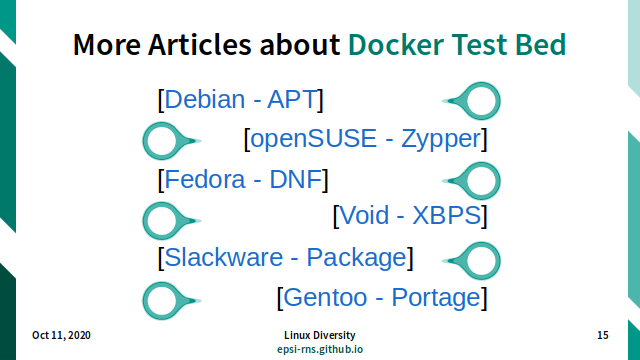 More Articles about Docker Test Bed
[Debian - APT]
[openSUSE - Zypper]
[Fedora - DNF]
[Void - XBPS]
[Slackware - Package]
[Gentoo - Portage]
Oct 11, 2020
Linux Diversity
epsi-rns.github.io
15